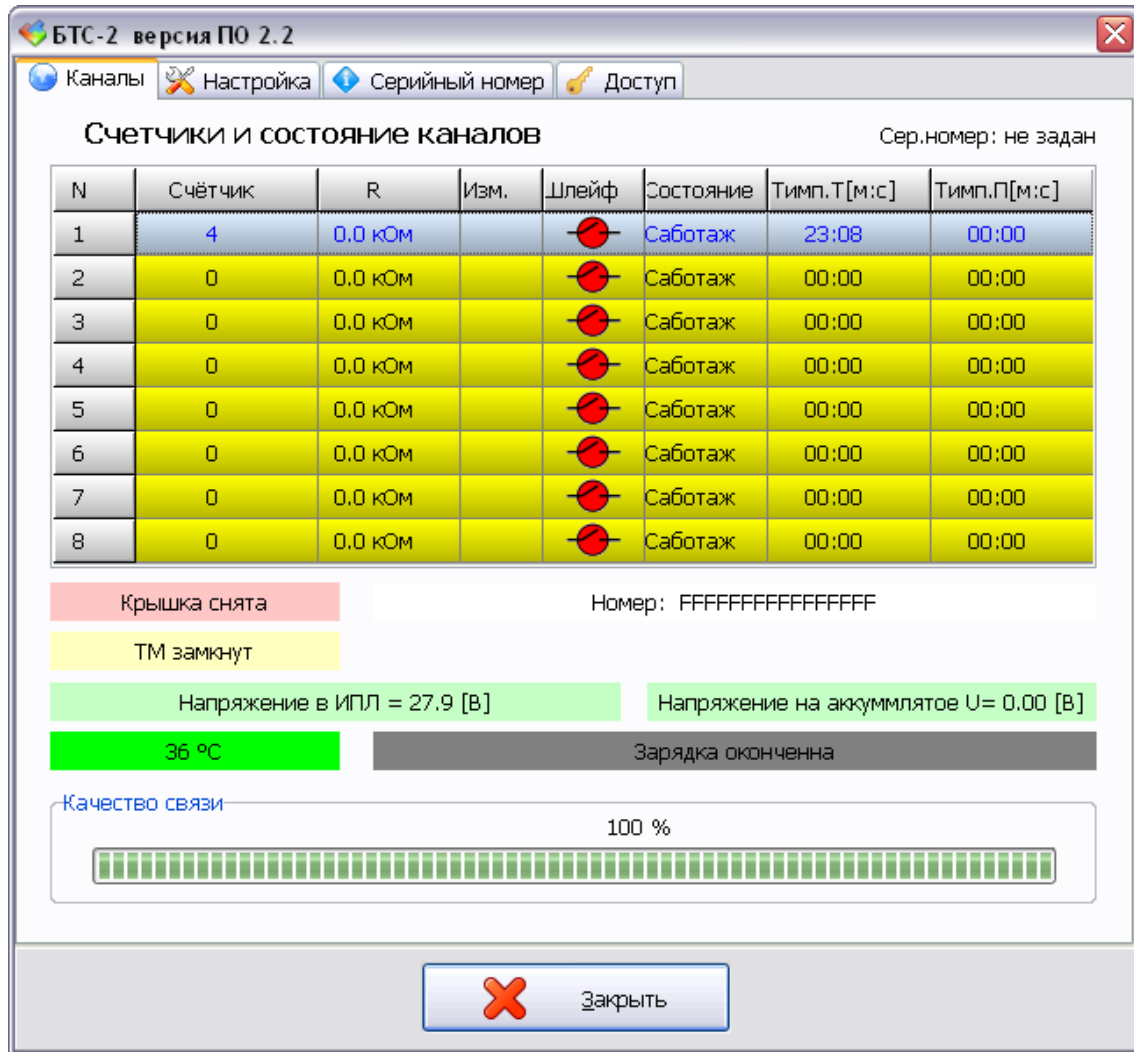 БТС-2 версия ПО 2.2
Каналы Настройка Серийный номер Доступ
Счетчики и состояние каналов Сер.номер: не задан
N Счётчик R Изм. Шлейф Состояние Тимп.Т[м:с] Тимп.П[м:с]
1 4 0.0 кОм Саботаж 23:08 00:00
2 0 0.0 кОм Саботаж 00:00 00:00
3 0 0.0 кОм Саботаж 00:00 00:00
4 0 0.0 кОм Саботаж 00:00 00:00
5 0 0.0 кОм Саботаж 00:00 00:00
6 0 0.0 кОм Саботаж 00:00 00:00
7 0 0.0 кОм Саботаж 00:00 00:00
8 0 0.0 кОм Саботаж 00:00 00:00
Крышка снята Номер: FFFFFFFFFFFFFFFF
ТМ замкнут
Напряжение в ИПЛ = 27.9 [В] Напряжение на аккуммлятое U= 0.00 [В]
36 ºC Зарядка оконченна
Качество связи
100 %
Закрыть